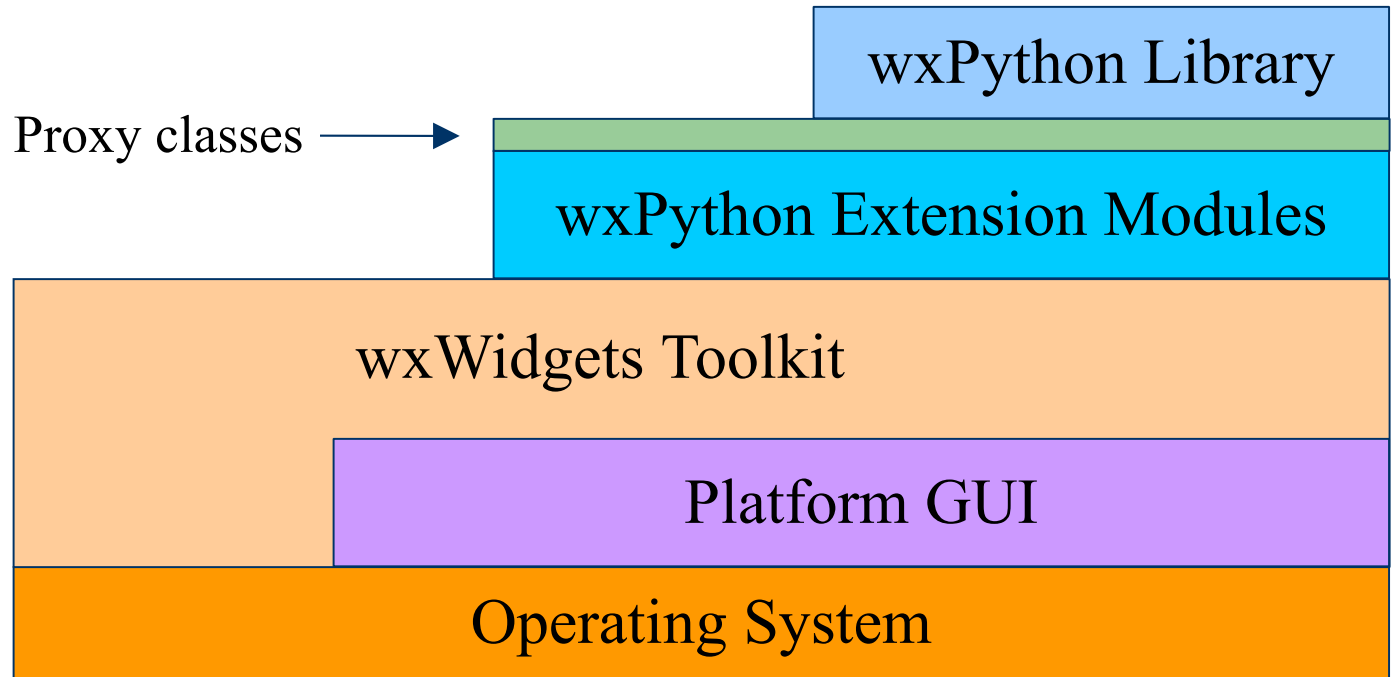 wxPython Library
Proxy classes
wxPython Extension Modules
wxWidgets Toolkit
Platform GUI
Operating System